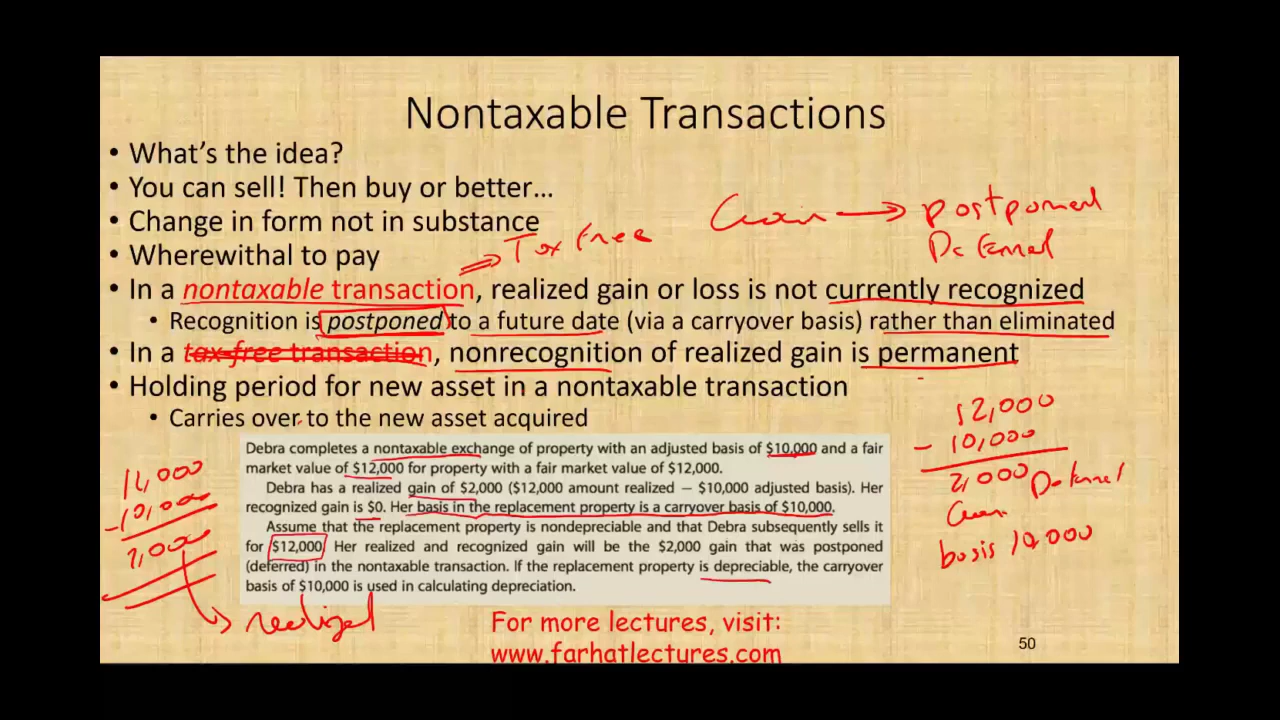 Nontaxable Transactions
• What's the idea?
• You can sell! Then buy or better…
• Change in form not in substance
Gain → postponed
Tax free
Deferred
• Wherewithal to pay
• In a nontaxable transaction, realized gain or loss is not currently recognized
• Recognition is postponed to a future date (via a carryover basis) rather than eliminated
• In a tax-free transaction, nonrecognition of realized gain is permanent
• Holding period for new asset in a nontaxable transaction
• Carries over to the new asset acquired
Debra completes a nontaxable exchange of property with an adjusted basis of $10,000 and a fair
market value of $12,000 for property with a fair market value of $12,000.
Debra has a realized gain of $2,000 ($12,000 amount realized − $10,000 adjusted basis). Her
recognized gain is $0. Her basis in the replacement property is a carryover basis of $10,000.
Assume that the replacement property is nondepreciable and that Debra subsequently sells it
for $12,000. Her realized and recognized gain will be the $2,000 gain that was postponed
(deferred) in the nontaxable transaction. If the replacement property is depreciable, the carryover
basis of $10,000 is used in calculating depreciation.
12,000
-10,000
2,000
realized
12,000
- 10,000
2,000 Deferred
Gain
basis 10,000
For more lectures, visit:
www.farhatlectures.com
50